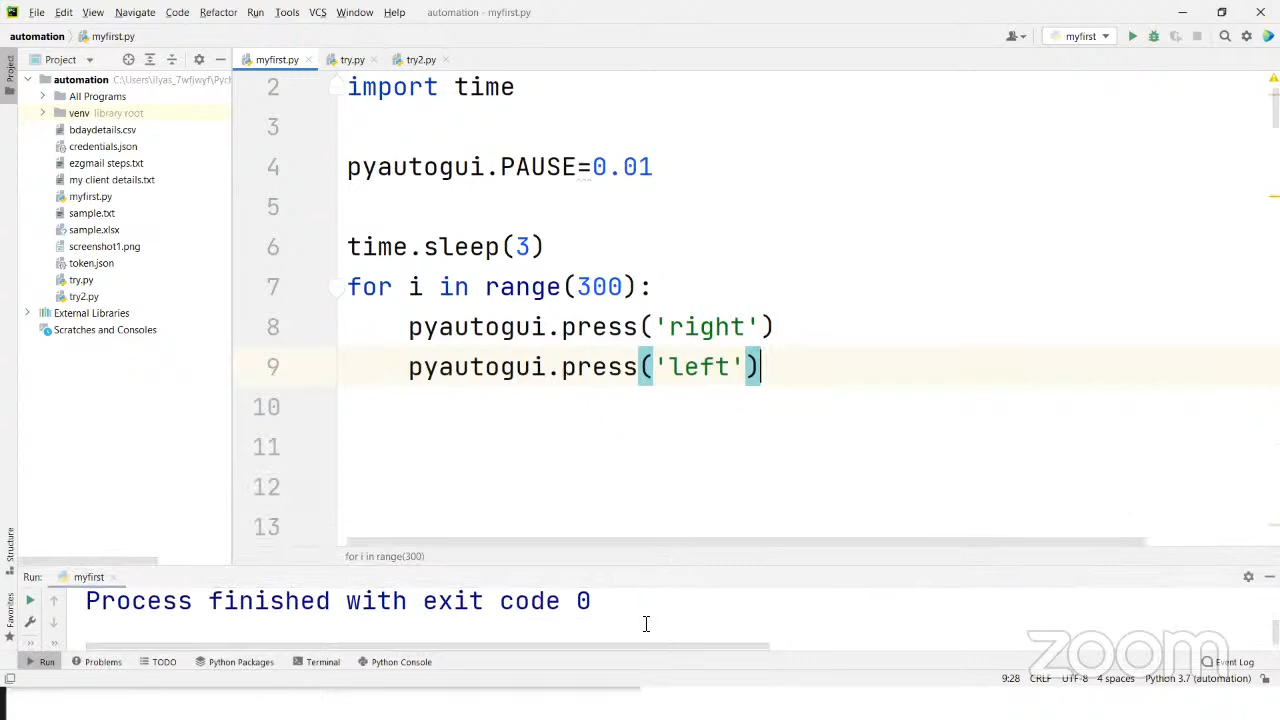 File Edit View Navigate Code Refactor Run Tools VCS Window Help automation - myfirst.py
automation myfirst.py myfirst
Project myfirst.py try.py try2.py
Project
automation C:\Users\ilyas_7wfjwyf\Pych
All Programs
venv library root
bdaydetails.csv
credentials.json
ezgmail steps.txt
my client details.txt
myfirst.py
sample.txt
sample.xlsx
screenshot1.png
token.json
try.py
try2.py
External Libraries
Scratches and Consoles
2 import time
3
4 pyautogui.PAUSE=0.01
5
6 time.sleep(3)
7 for i in range(300):
8 pyautogui.press('right')
9 pyautogui.press('left')
10
11
12
13
for i in range(300)
Structure
Favorites
Run: myfirst
Process finished with exit code 0
zoom
Run Problems TODO Python Packages Terminal Python Console Event Log
9:28 CRLF UTF-8 4 spaces Python 3.7 (automation)